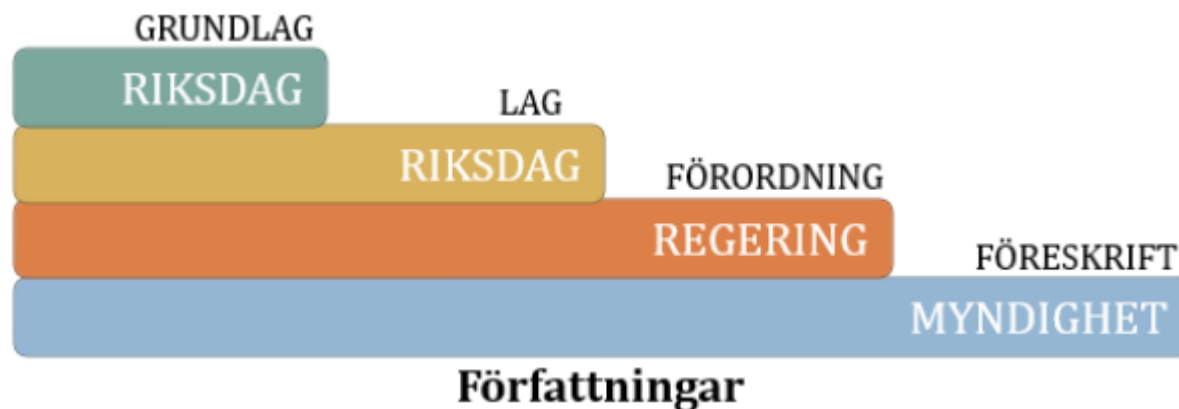 GRUNDLAG
RIKSDAG
LAG
RIKSDAG
FÖRORDNING
REGERING
FÖRESKRIFT
MYNDIGHET
Författningar